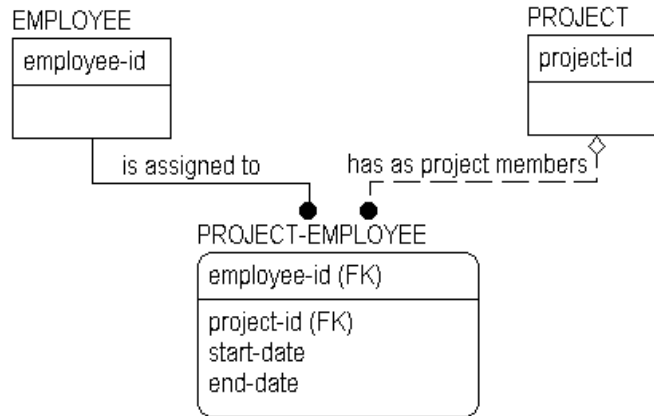 EMPLOYEE
employee-id
PROJECT
project-id
is assigned to
has as project members
PROJECT-EMPLOYEE
employee-id (FK)
project-id (FK)
start-date
end-date